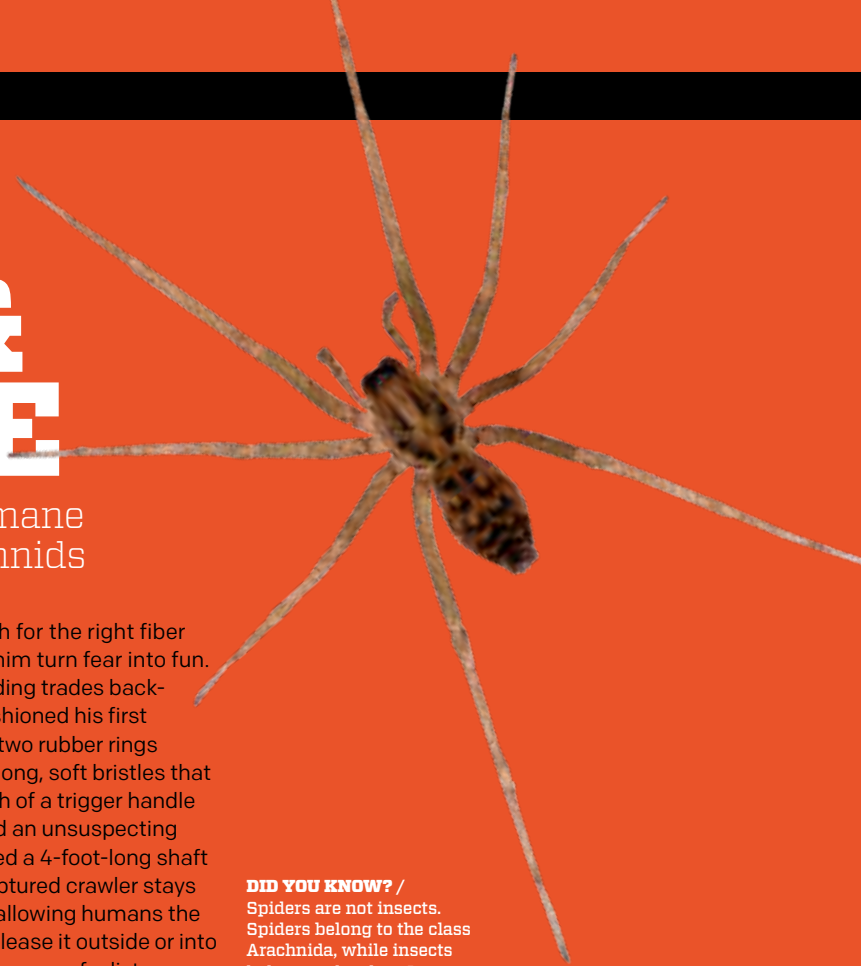 &
E
mane
nnids
h for the right fiber
him turn fear into fun.
ding trades back-
shioned his first
two rubber rings
ong, soft bristles that
h of a trigger handle
d an unsuspecting
ed a 4-foot-long shaft
ptured crawler stays
allowing humans the
lease it outside or into
DID YOU KNOW? /
Spiders are not insects.
Spiders belong to the class
Arachnida, while insects